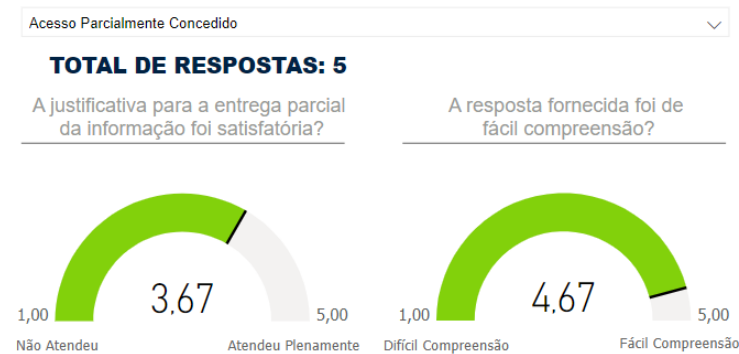 Acesso Parcialmente Concedido
TOTAL DE RESPOSTAS: 5
A justificativa para a entrega parcial
da informação foi satisfatória?
A resposta fornecida foi de
fácil compreensão?
3,67
1,00
5,00
Não Atendeu
Atendeu Plenamente
4,67
1,00
5,00
Difícil Compreensão
Fácil Compreensão